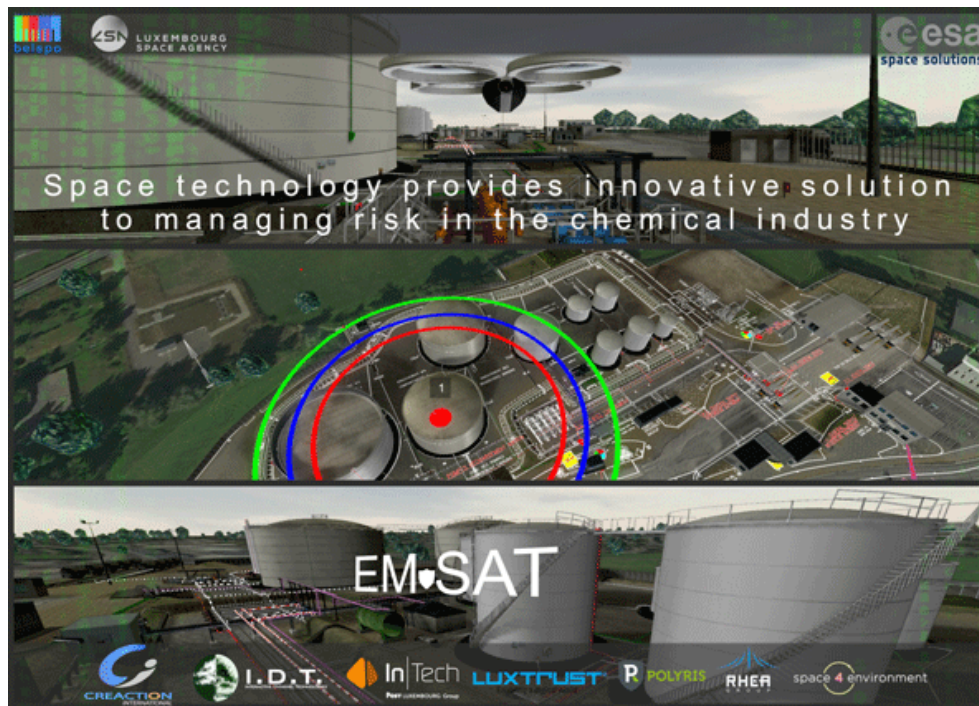 belspo
LSA LUXEMBOURG
SPACE AGENCY
esa
space solutions
Space technology provides innovative solution
to managing risk in the chemical industry
1
EM SAT
CREACTION
INTERNATIONAL
I.D.T.
In|Tech
POST LUXEMBOURG Group
LUXTRUST
R POLYRIS
RHEA
GROUP
space 4 environment